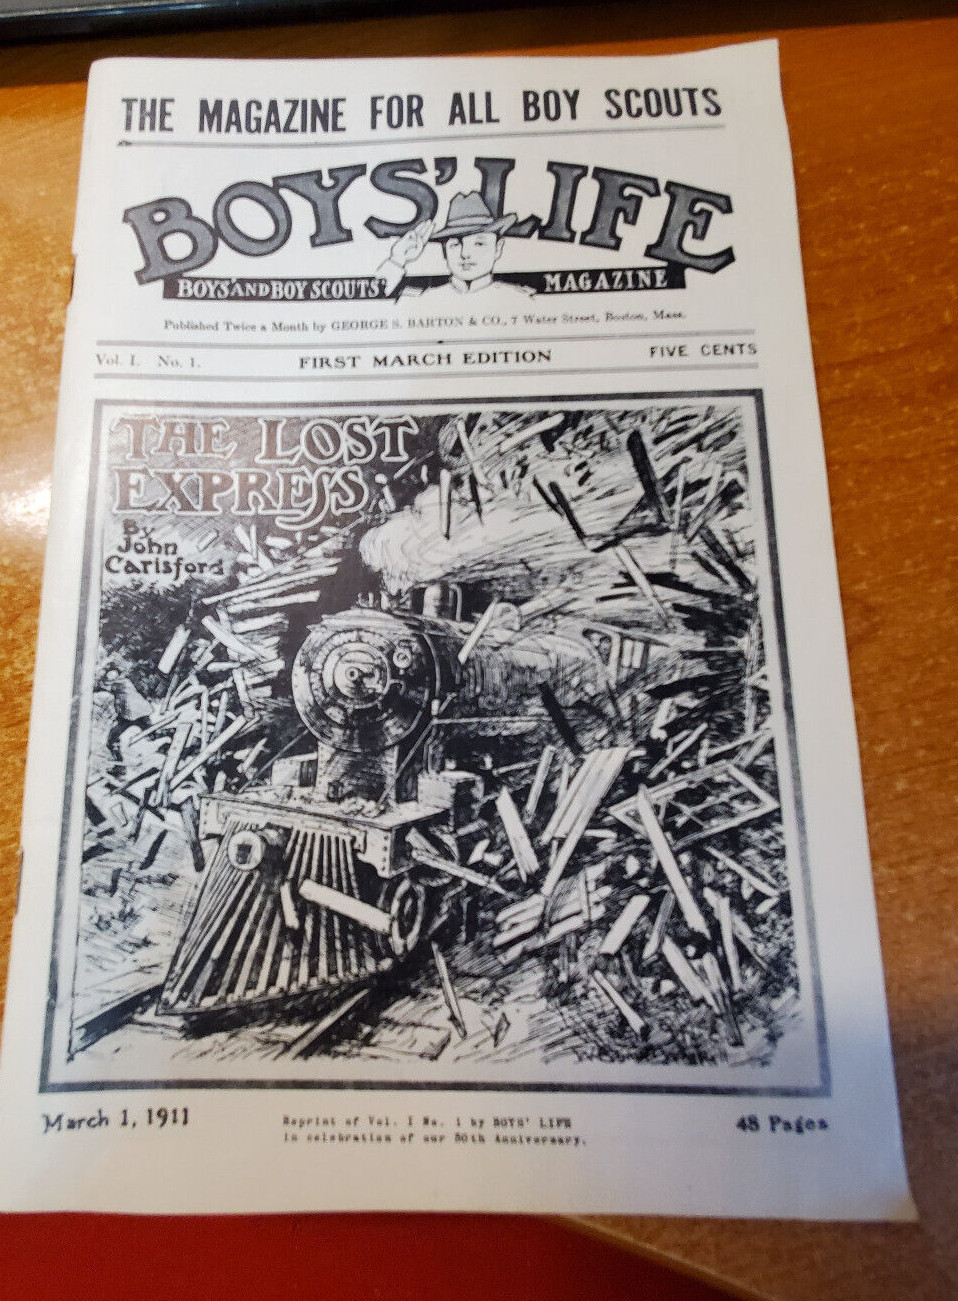 THE MAGAZINE FOR ALL BOY SCOUTS
BOYS' LIFE
BOYS' AND BOY SCOUTS' MAGAZINE
Published Twice a Month by GEORGE S. BARTON & CO., 7 Water Street, Boston, Mass.
Vol. I. No. 1. FIRST MARCH EDITION FIVE CENTS
THE LOST
EXPRESS
By
John
Carisford
March 1, 1911
Reprint of Vol. I No. 1 by BOYS' LIFE
in celebration of our 50th Anniversary.
48 Pages